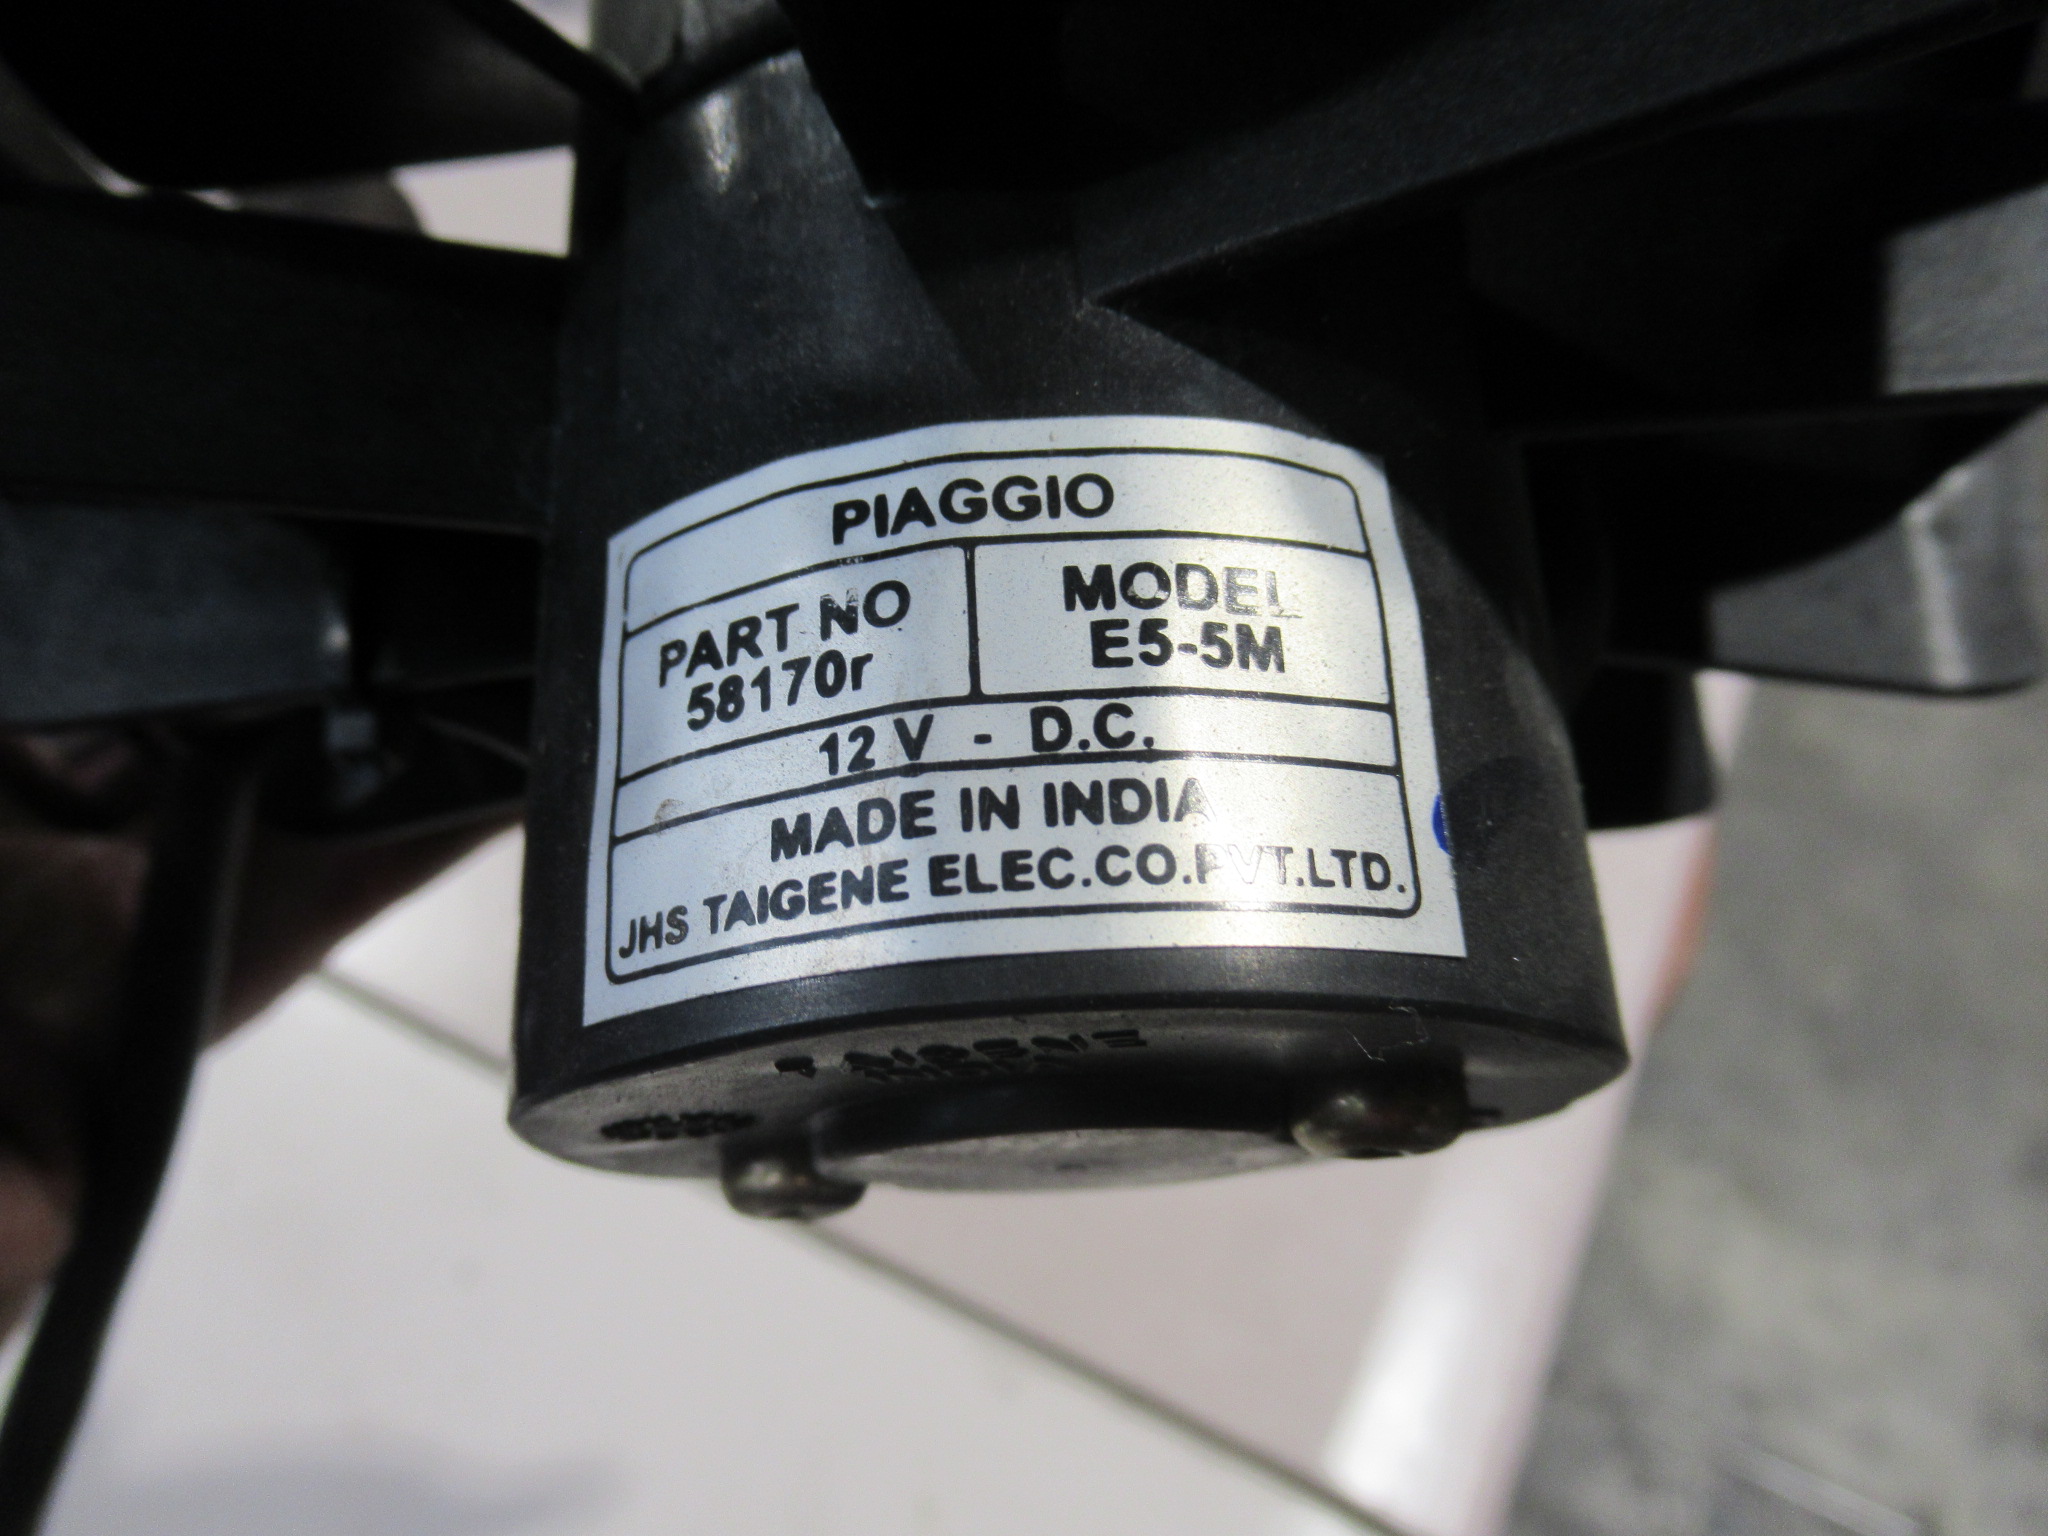 PIAGGIO
PART NO
58170r
MODEL
E5-5M
12 V - D.C.
MADE IN INDIA
JHS TAIGENE ELEC.CO.PVT.LTD.